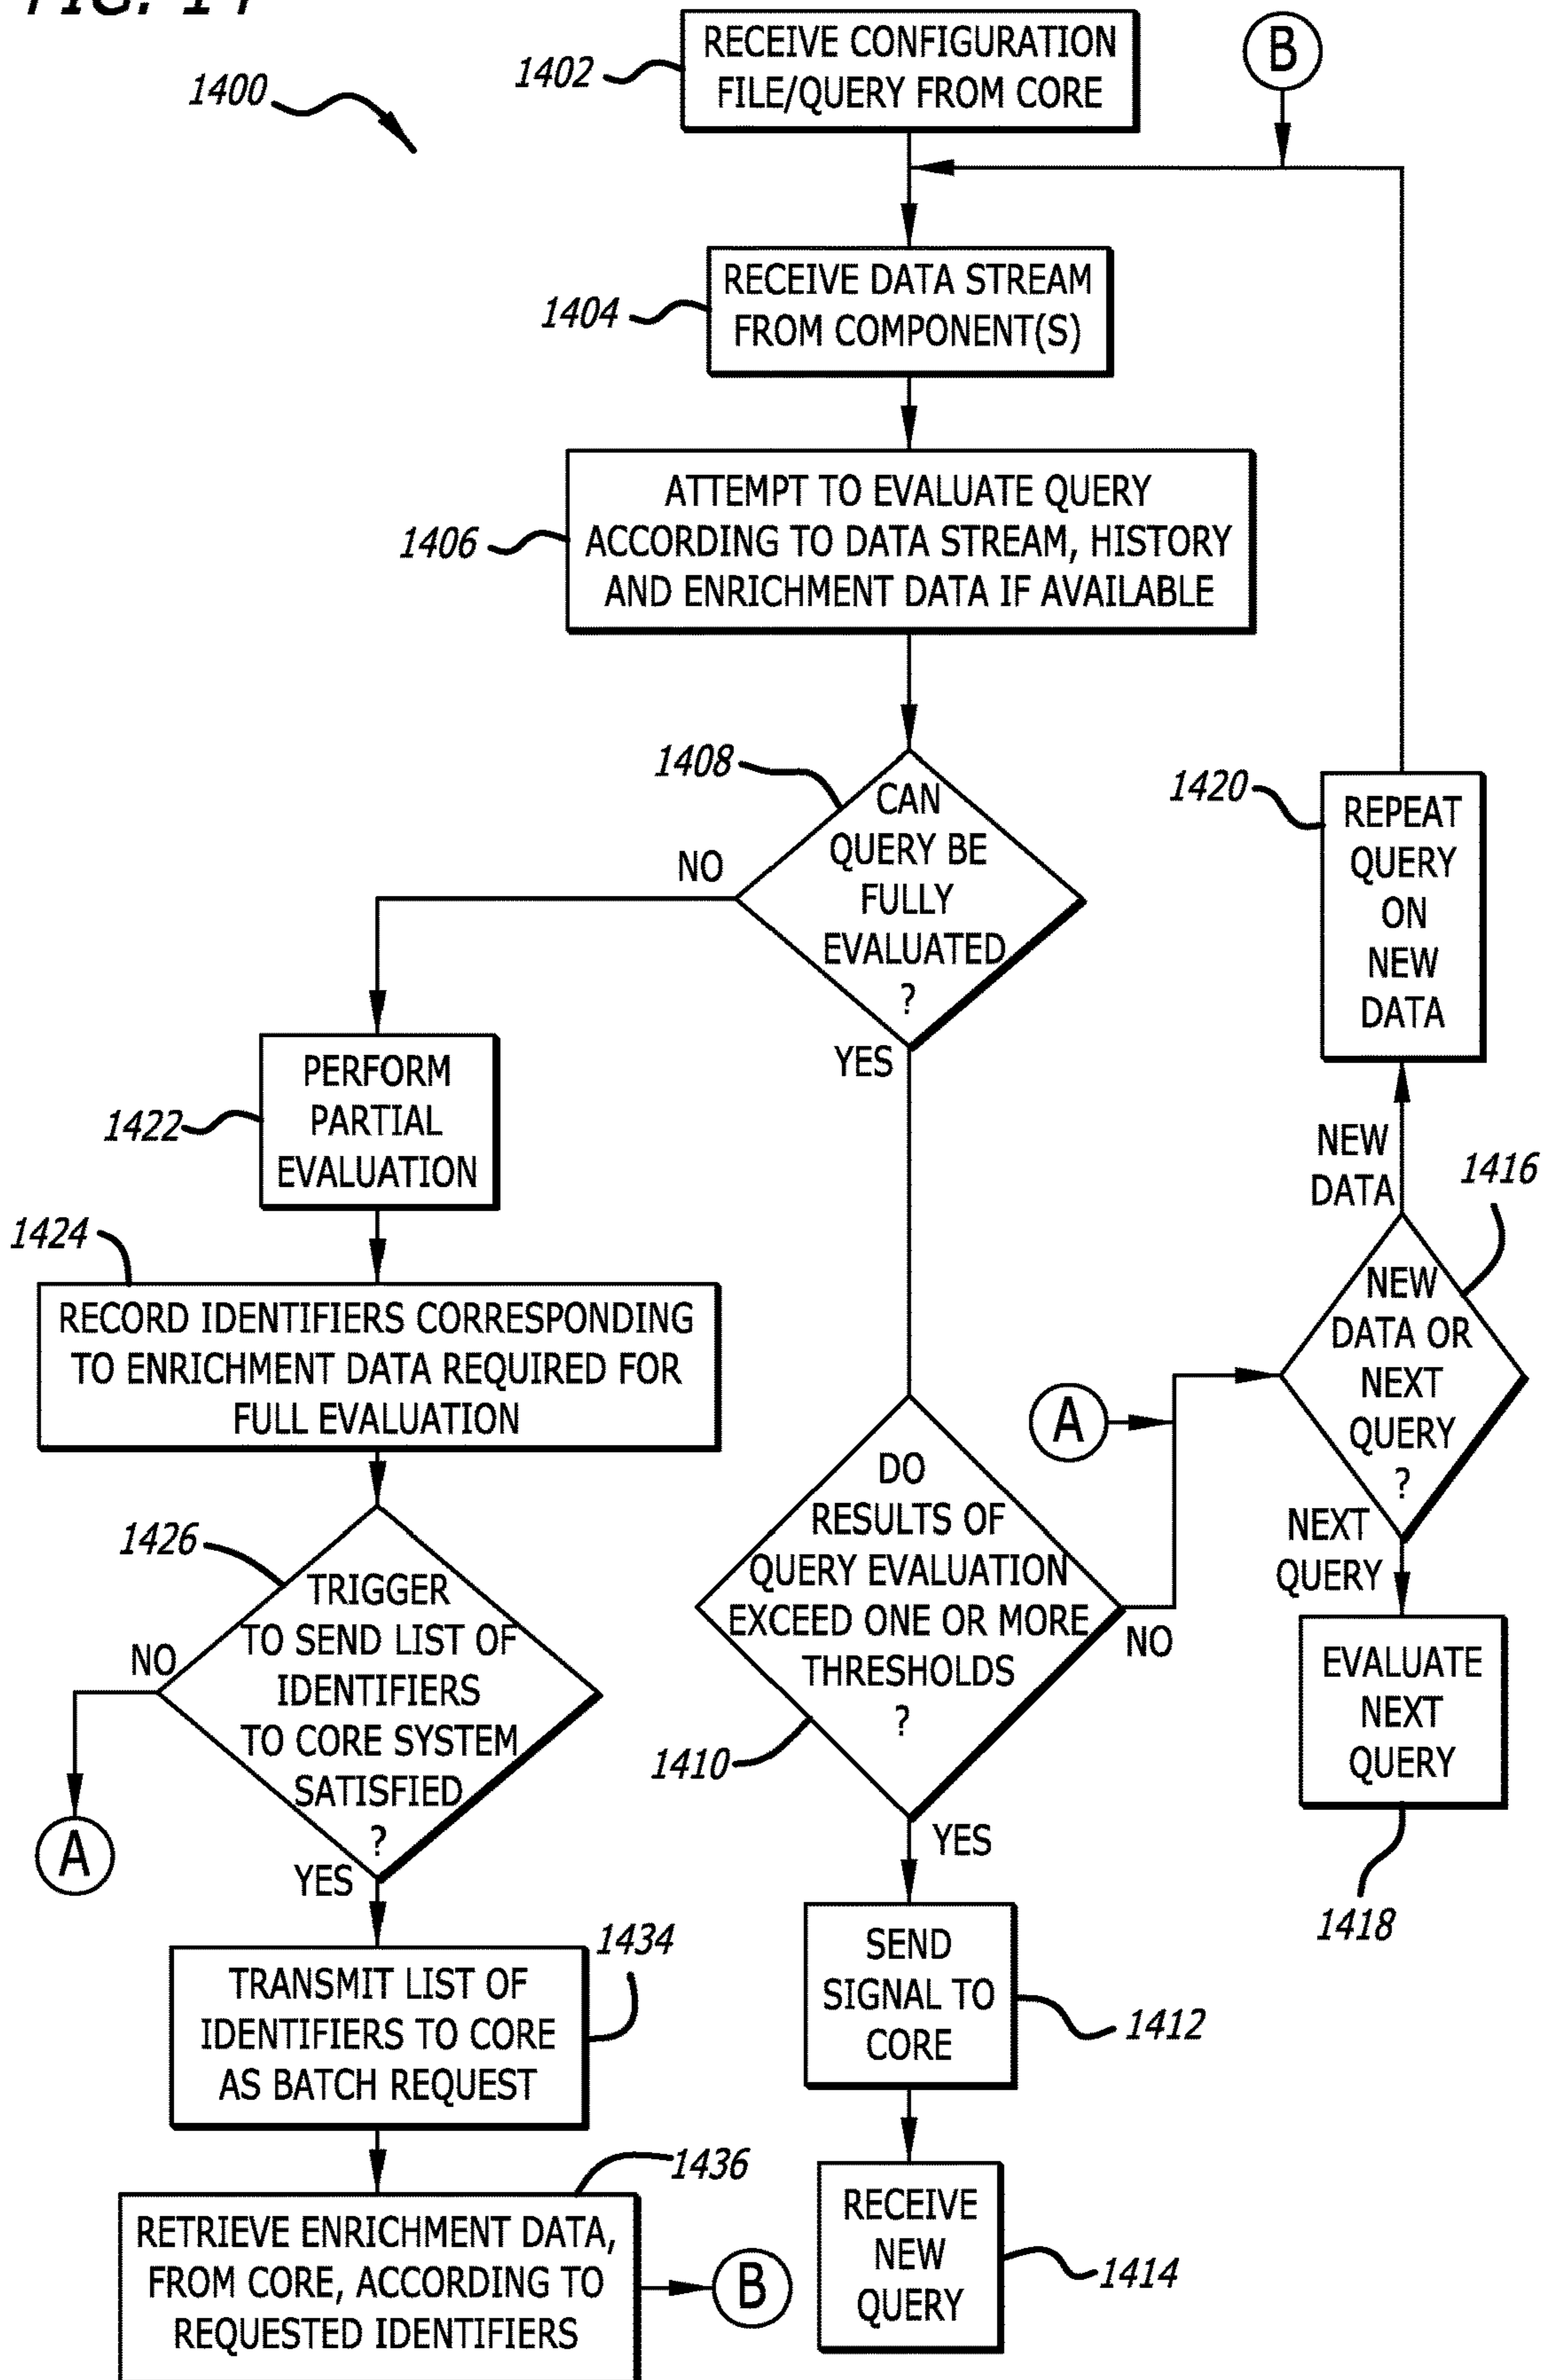 FIG. 14
1400
1402
RECEIVE CONFIGURATION
FILE/QUERY FROM CORE
B
1404
RECEIVE DATA STREAM
FROM COMPONENT(S)
1406
ATTEMPT TO EVALUATE QUERY
ACCORDING TO DATA STREAM, HISTORY
AND ENRICHMENT DATA IF AVAILABLE
1408
CAN
QUERY BE
FULLY
EVALUATED
?
NO
YES
1420
REPEAT
QUERY
ON
NEW
DATA
1422
PERFORM
PARTIAL
EVALUATION
NEW
DATA
1416
1424
RECORD IDENTIFIERS CORRESPONDING
TO ENRICHMENT DATA REQUIRED FOR
FULL EVALUATION
NEW
DATA OR
NEXT
QUERY
?
A
NEXT
QUERY
1426
TRIGGER
TO SEND LIST OF
IDENTIFIERS
TO CORE SYSTEM
SATISFIED
?
NO
YES
A
DO
RESULTS OF
QUERY EVALUATION
EXCEED ONE OR MORE
THRESHOLDS
?
NO
1410
YES
EVALUATE
NEXT
QUERY
1418
1434
TRANSMIT LIST OF
IDENTIFIERS TO CORE
AS BATCH REQUEST
SEND
SIGNAL TO
CORE
1412
1436
RETRIEVE ENRICHMENT DATA,
FROM CORE, ACCORDING TO
REQUESTED IDENTIFIERS
B
RECEIVE
NEW
QUERY
1414